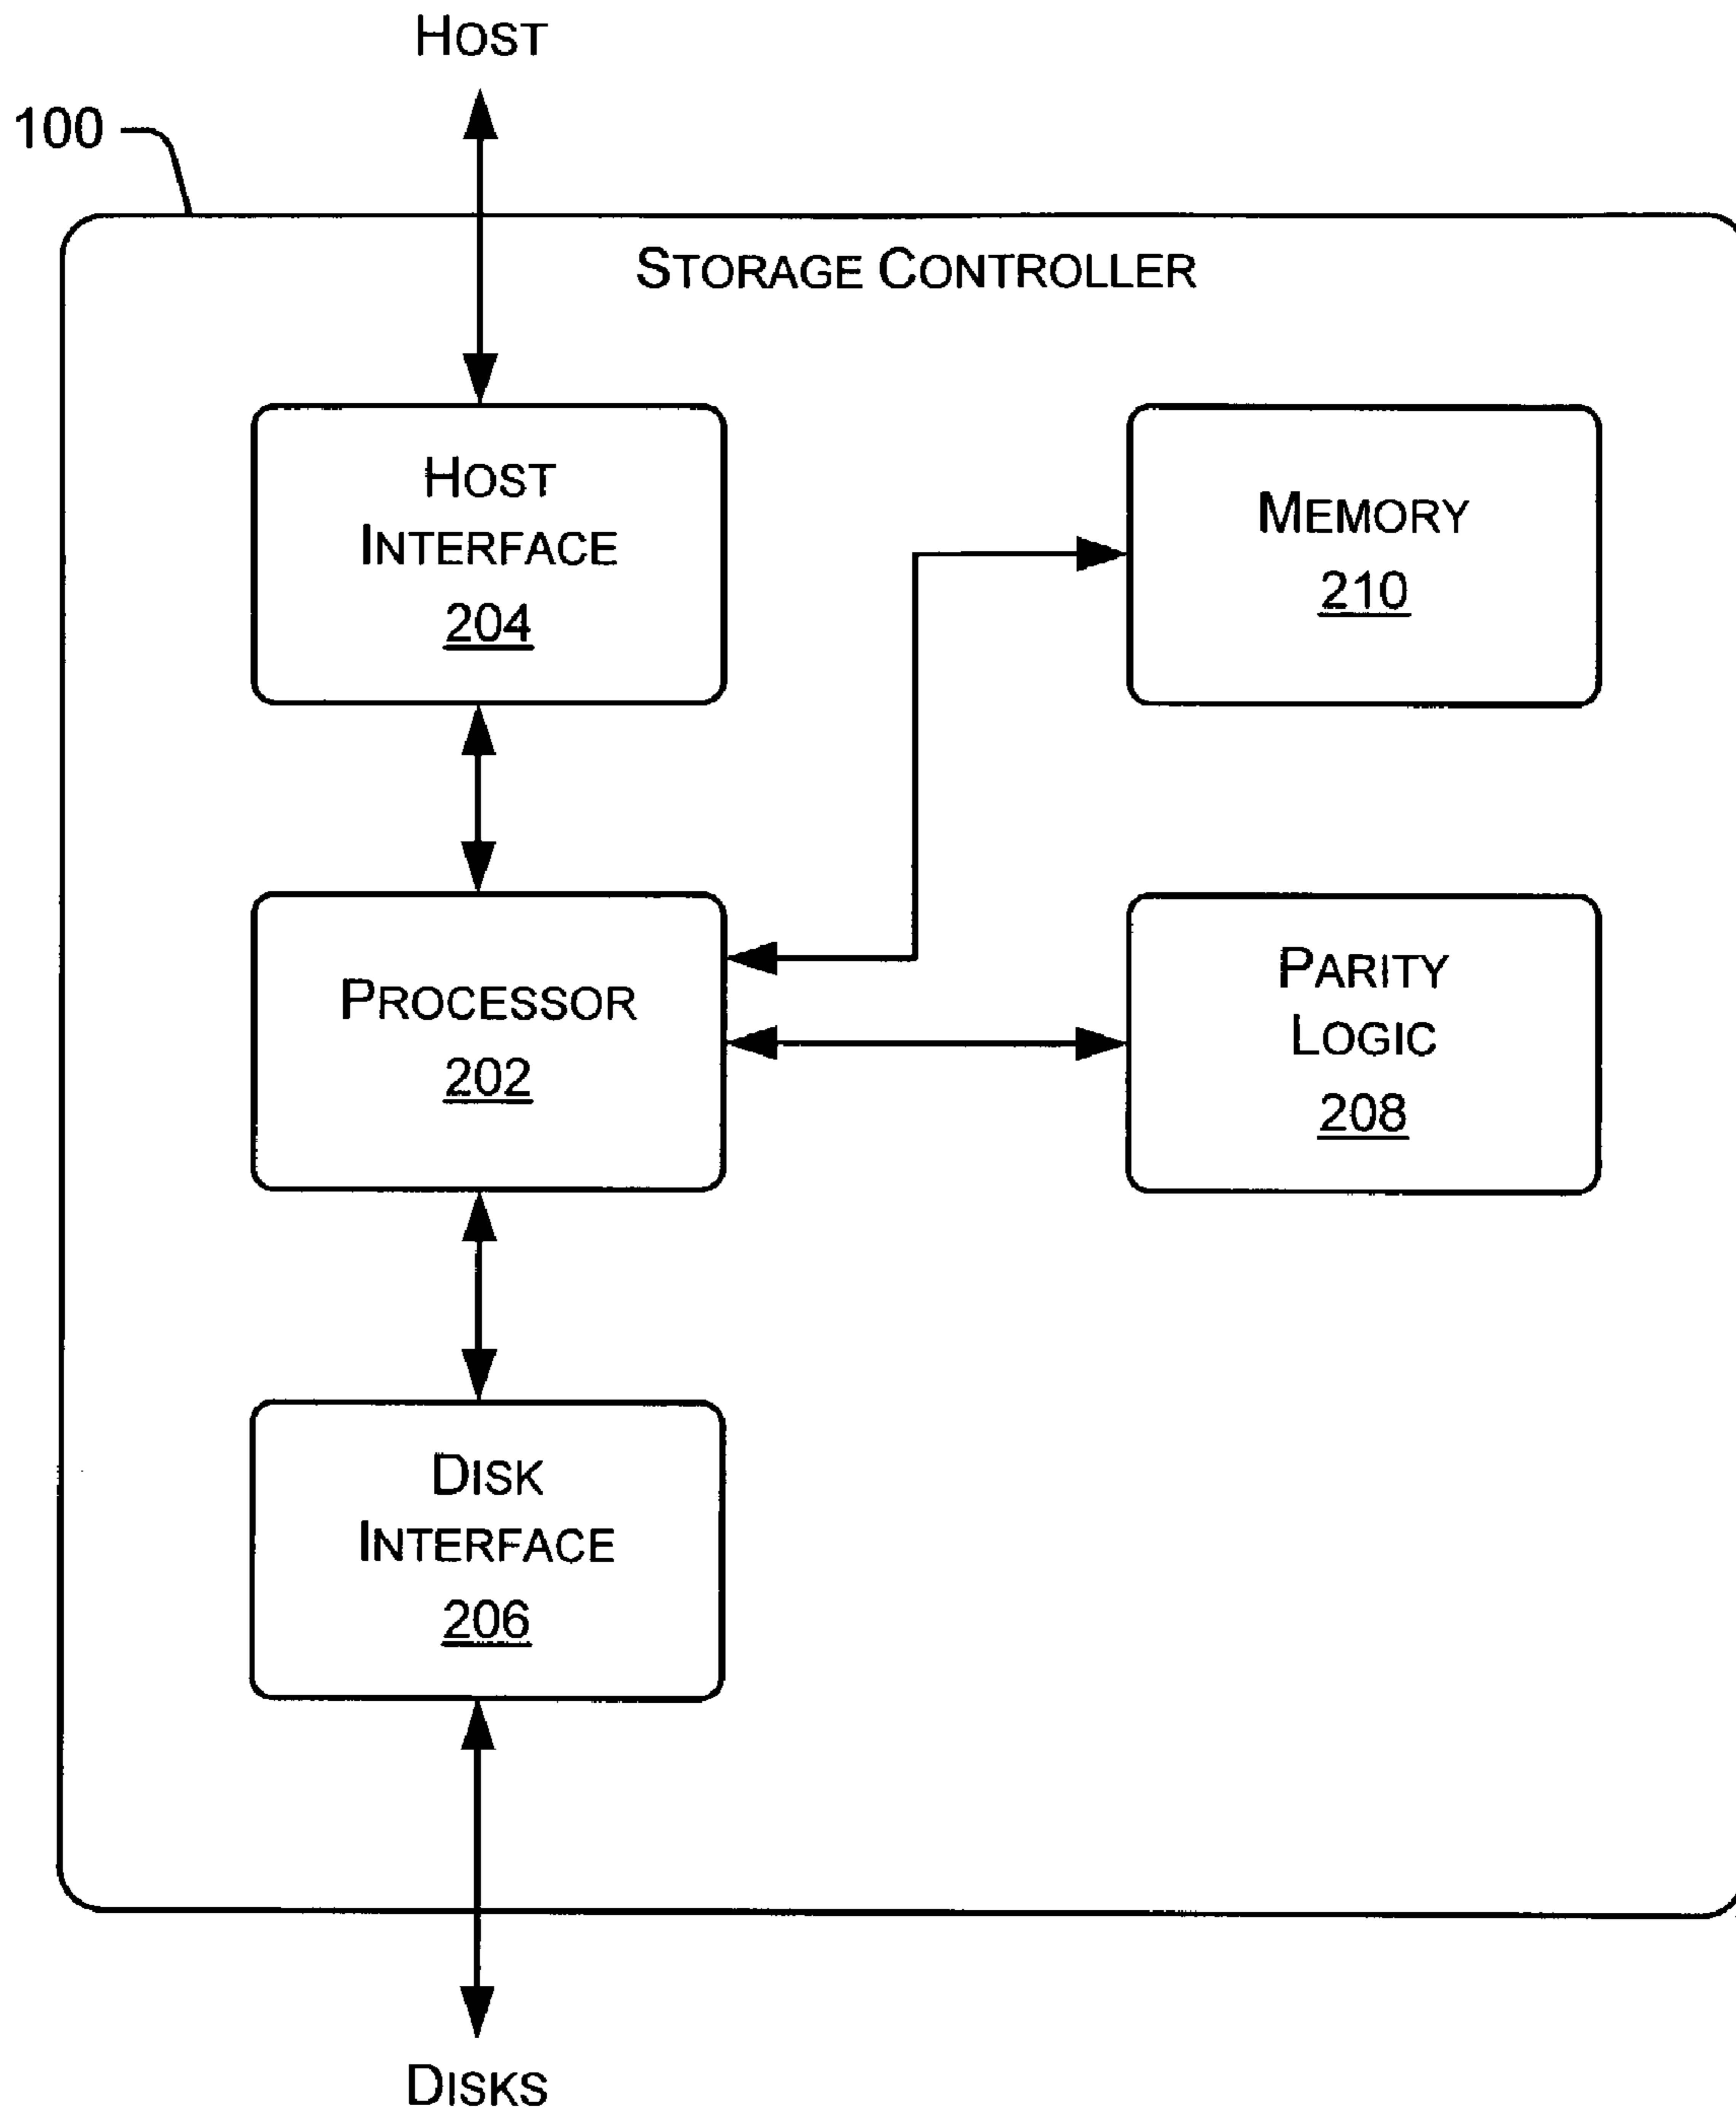 HOST
100
STORAGE CONTROLLER
HOST
INTERFACE
204
MEMORY
210
PROCESSOR
202
PARITY
LOGIC
208
DISK
INTERFACE
206
DISKS